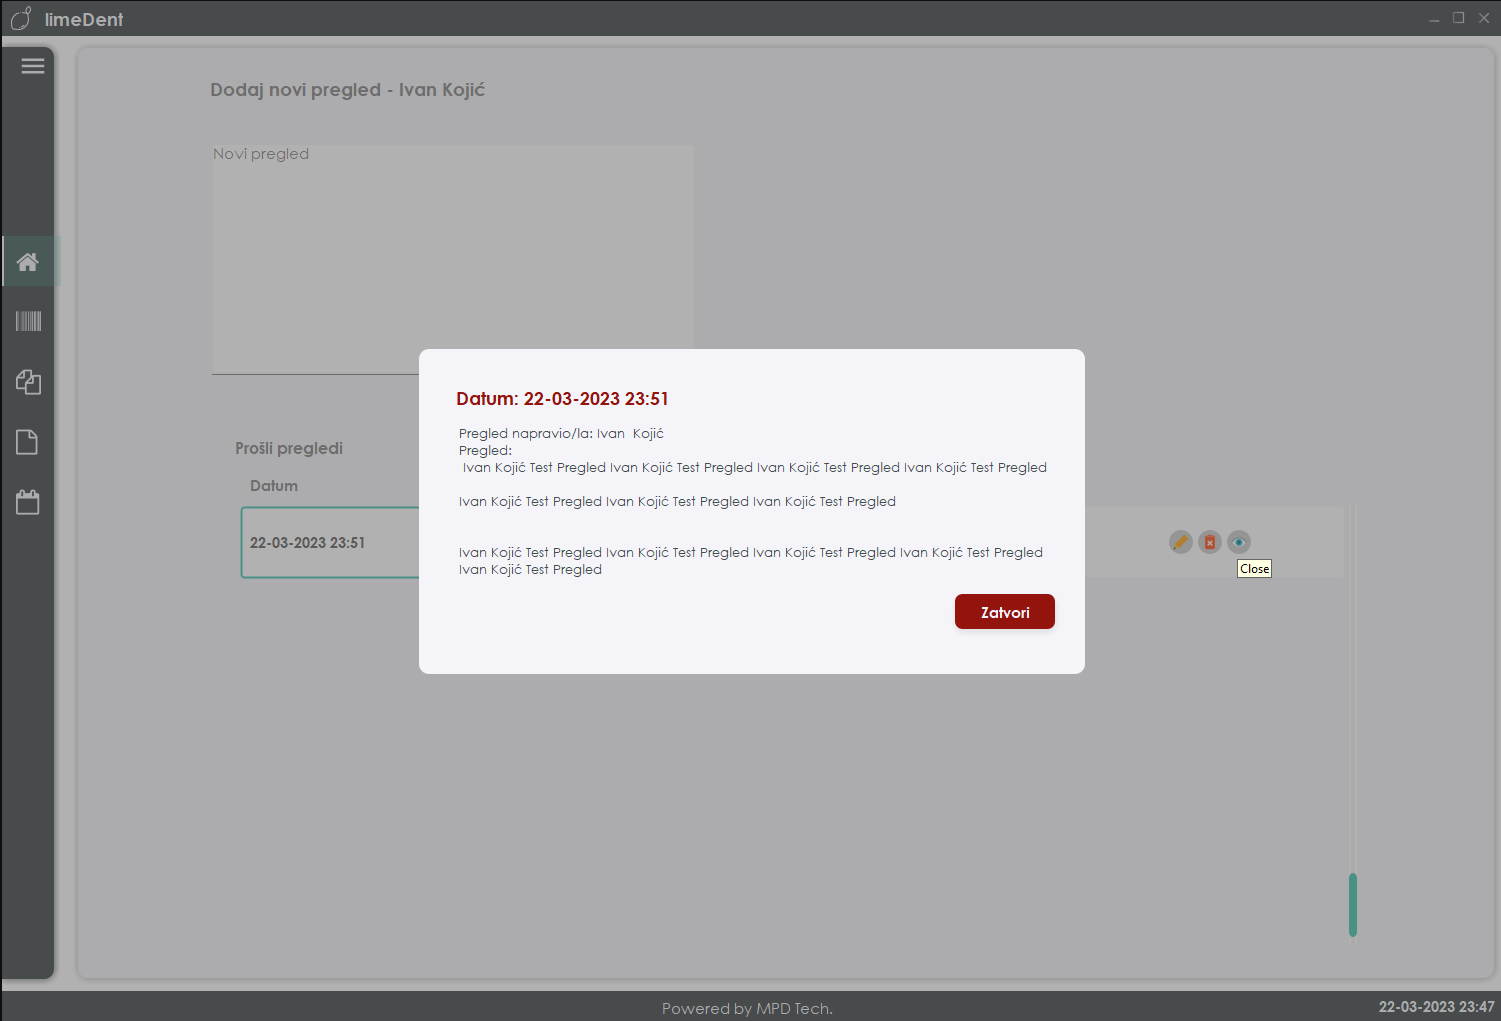 limeDent
Dodaj novi pregled - Ivan Kojić
Novi pregled
Datum: 22-03-2023 23:51
Pregled napravio/la: Ivan  Kojić
Pregled:
Ivan Kojić Test Pregled Ivan Kojić Test Pregled Ivan Kojić Test Pregled Ivan Kojić Test Pregled
Ivan Kojić Test Pregled Ivan Kojić Test Pregled Ivan Kojić Test Pregled
Ivan Kojić Test Pregled Ivan Kojić Test Pregled Ivan Kojić Test Pregled Ivan Kojić Test Pregled
Ivan Kojić Test Pregled
Zatvori
Prošli pregledi
Datum
22-03-2023 23:51
Close
Powered by MPD Tech.
22-03-2023 23:47